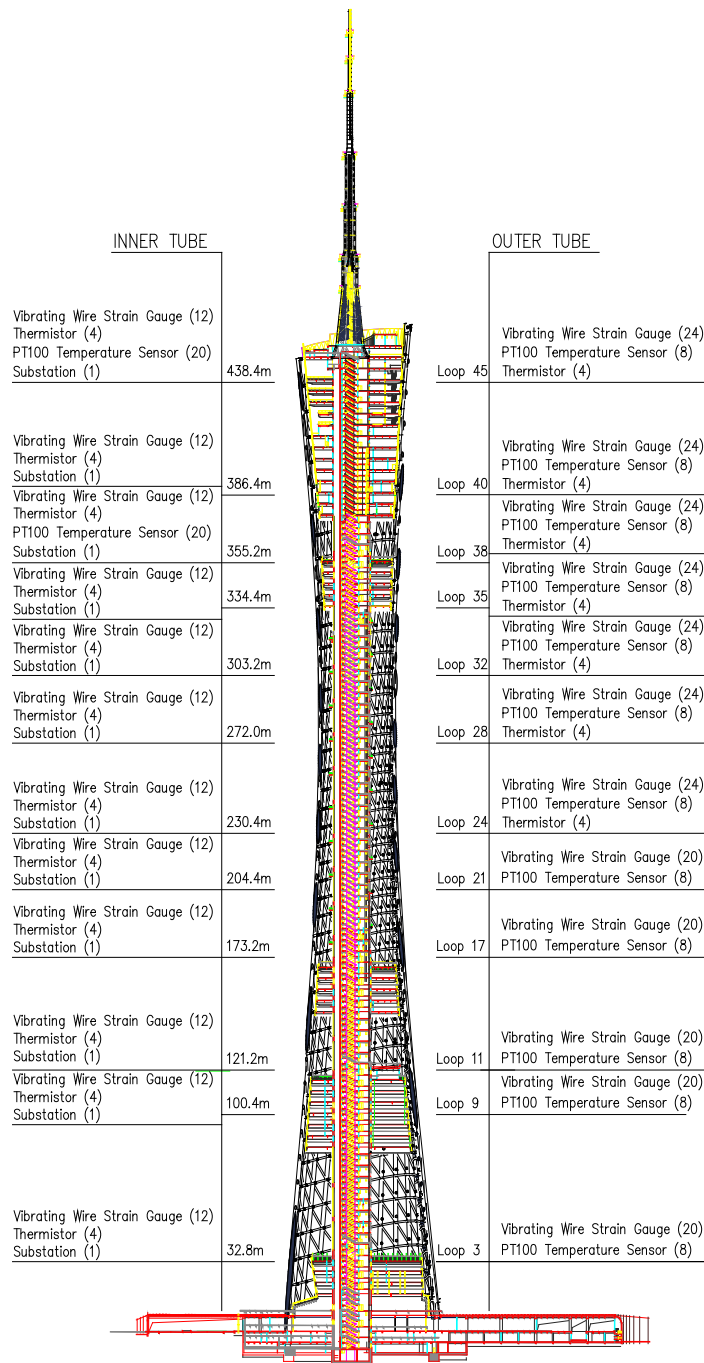 INNER TUBE
Vibrating Wire Strain Gauge (12)
Thermistor (4)
PT100 Temperature Sensor (20)
Substation (1)
438.4m
Vibrating Wire Strain Gauge (12)
Thermistor (4)
Substation (1)
386.4m
Vibrating Wire Strain Gauge (12)
Thermistor (4)
PT100 Temperature Sensor (20)
Substation (1)
355.2m
Vibrating Wire Strain Gauge (12)
Thermistor (4)
Substation (1)
334.4m
Vibrating Wire Strain Gauge (12)
Thermistor (4)
Substation (1)
303.2m
Vibrating Wire Strain Gauge (12)
Thermistor (4)
Substation (1)
272.0m
Vibrating Wire Strain Gauge (12)
Thermistor (4)
Substation (1)
230.4m
Vibrating Wire Strain Gauge (12)
Thermistor (4)
Substation (1)
204.4m
Vibrating Wire Strain Gauge (12)
Thermistor (4)
Substation (1)
173.2m
Vibrating Wire Strain Gauge (12)
Thermistor (4)
Substation (1)
121.2m
Vibrating Wire Strain Gauge (12)
Thermistor (4)
Substation (1)
100.4m
Vibrating Wire Strain Gauge (12)
Thermistor (4)
Substation (1)
32.8m
OUTER TUBE
Loop 45
Vibrating Wire Strain Gauge (24)
PT100 Temperature Sensor (8)
Thermistor (4)
Loop 40
Vibrating Wire Strain Gauge (24)
PT100 Temperature Sensor (8)
Thermistor (4)
Loop 38
Vibrating Wire Strain Gauge (24)
PT100 Temperature Sensor (8)
Thermistor (4)
Loop 35
Vibrating Wire Strain Gauge (24)
PT100 Temperature Sensor (8)
Thermistor (4)
Loop 32
Vibrating Wire Strain Gauge (24)
PT100 Temperature Sensor (8)
Thermistor (4)
Loop 28
Vibrating Wire Strain Gauge (24)
PT100 Temperature Sensor (8)
Thermistor (4)
Loop 24
Vibrating Wire Strain Gauge (24)
PT100 Temperature Sensor (8)
Thermistor (4)
Loop 21
Vibrating Wire Strain Gauge (20)
PT100 Temperature Sensor (8)
Loop 17
Vibrating Wire Strain Gauge (20)
PT100 Temperature Sensor (8)
Loop 11
Vibrating Wire Strain Gauge (20)
PT100 Temperature Sensor (8)
Loop 9
Vibrating Wire Strain Gauge (20)
PT100 Temperature Sensor (8)
Loop 3
Vibrating Wire Strain Gauge (20)
PT100 Temperature Sensor (8)